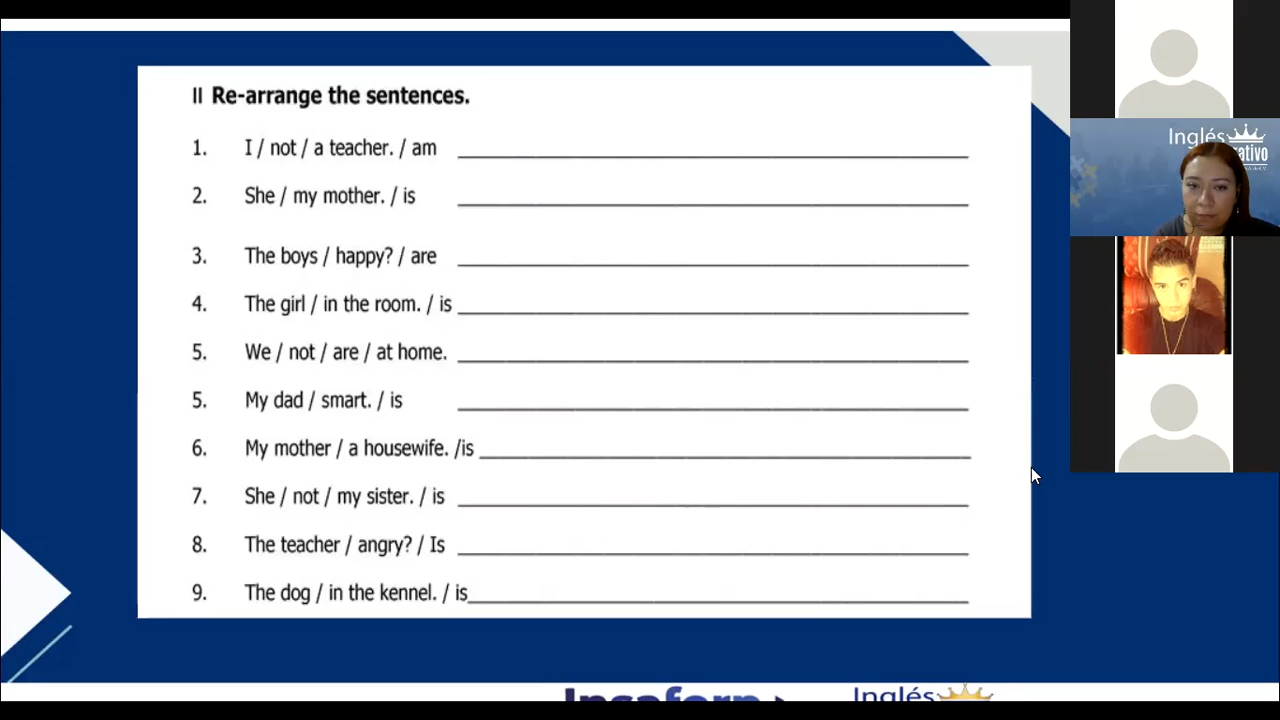 II Re-arrange the sentences.
1. I / not / a teacher. / am
2. She / my mother. / is
3. The boys / happy? / are
4. The girl / in the room. / is
5. We / not / are / at home.
5. My dad / smart. / is
6. My mother / a housewife. /is
7. She / not / my sister. / is
8. The teacher / angry? / Is
9. The dog / in the kennel. / is
Inglés
Inglés